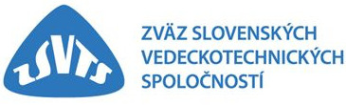 ZSVTS
ZVÄZ SLOVENSKÝCH
VEDECKOTECHNICKÝCH
SPOLOČNOSTÍ